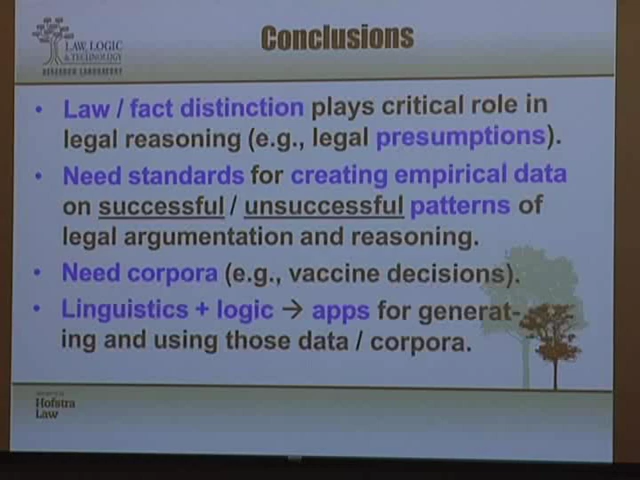 LAW LOGIC
& TECHNOLOGY
RESEARCH LABORATORY
Conclusions
• Law / fact distinction plays critical role in
legal reasoning (e.g., legal presumptions).
• Need standards for creating empirical data
on successful / unsuccessful patterns of
legal argumentation and reasoning.
• Need corpora (e.g., vaccine decisions).
• Linguistics + logic → apps for generat-
ing and using those data / corpora.
Hofstra
Law